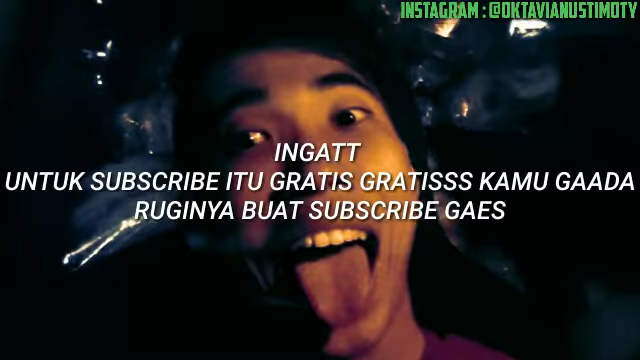 INSTAGRAM : @OKTAVIANUSTIMOTY
INGATT
UNTUK SUBSCRIBE ITU GRATIS GRATISSS KAMU GAADA
RUGINYA BUAT SUBSCRIBE GAES